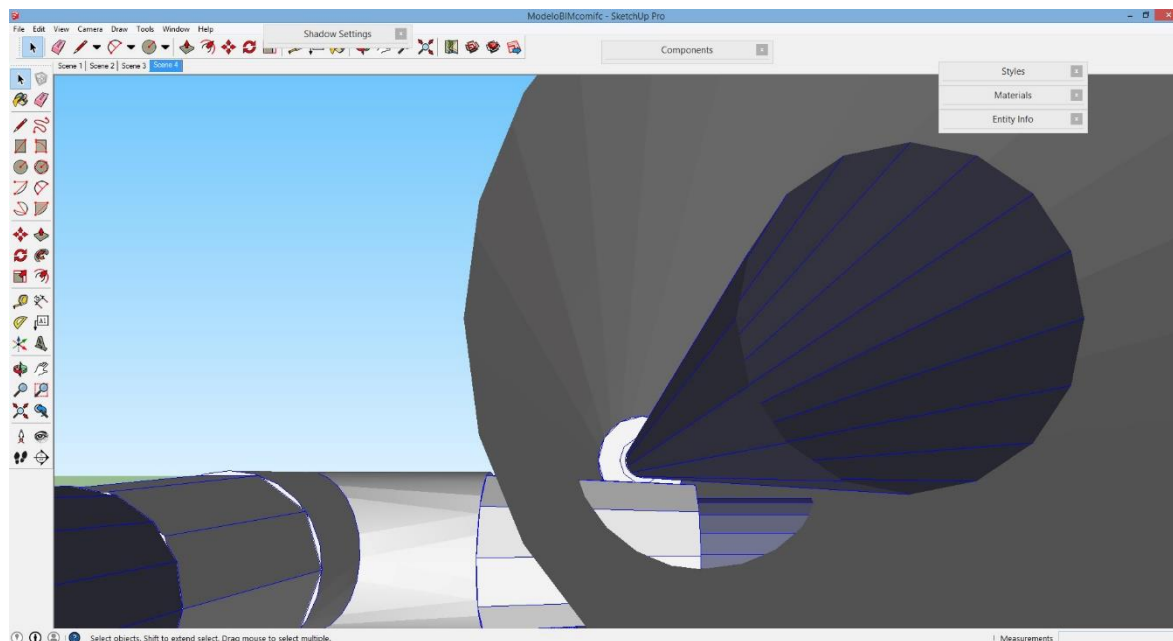 ModeloBIMcomifc - SketchUp Pro
File Edit View Camera Draw Tools Window Help
Shadow Settings
Components
Scene 1 Scene 2 Scene 3 Scene 4
Styles
Materials
Entity Info
A1
Select objects. Shift to extend select. Drag mouse to select multiple.
Measurements